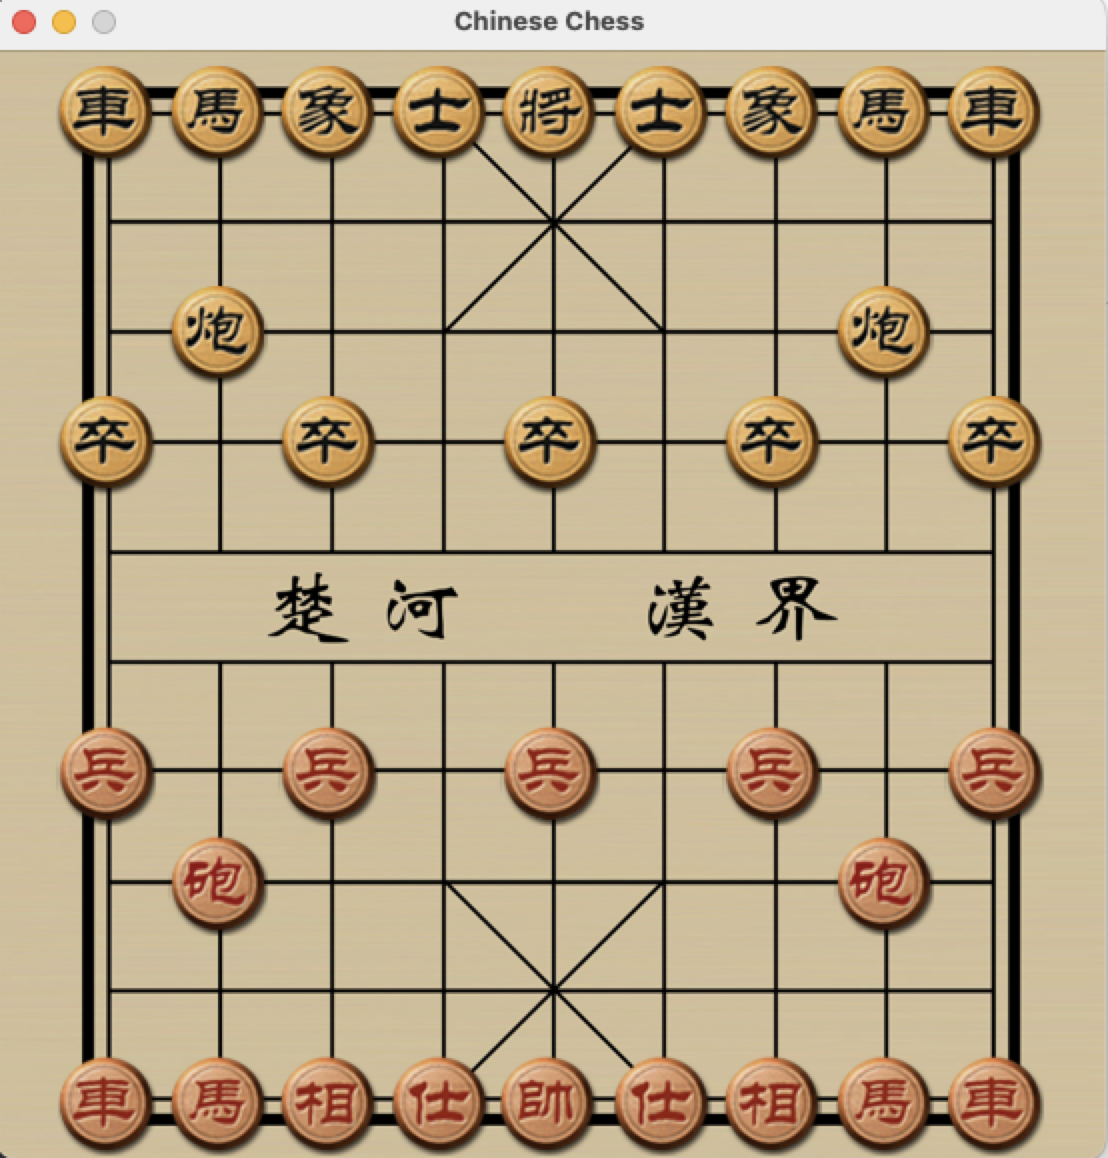 Chinese Chess
車馬象士將士象馬車
炮 炮
卒 卒 卒 卒 卒
楚河 漢界
兵 兵 兵 兵 兵
砲 砲
車馬相仕帥仕相馬車